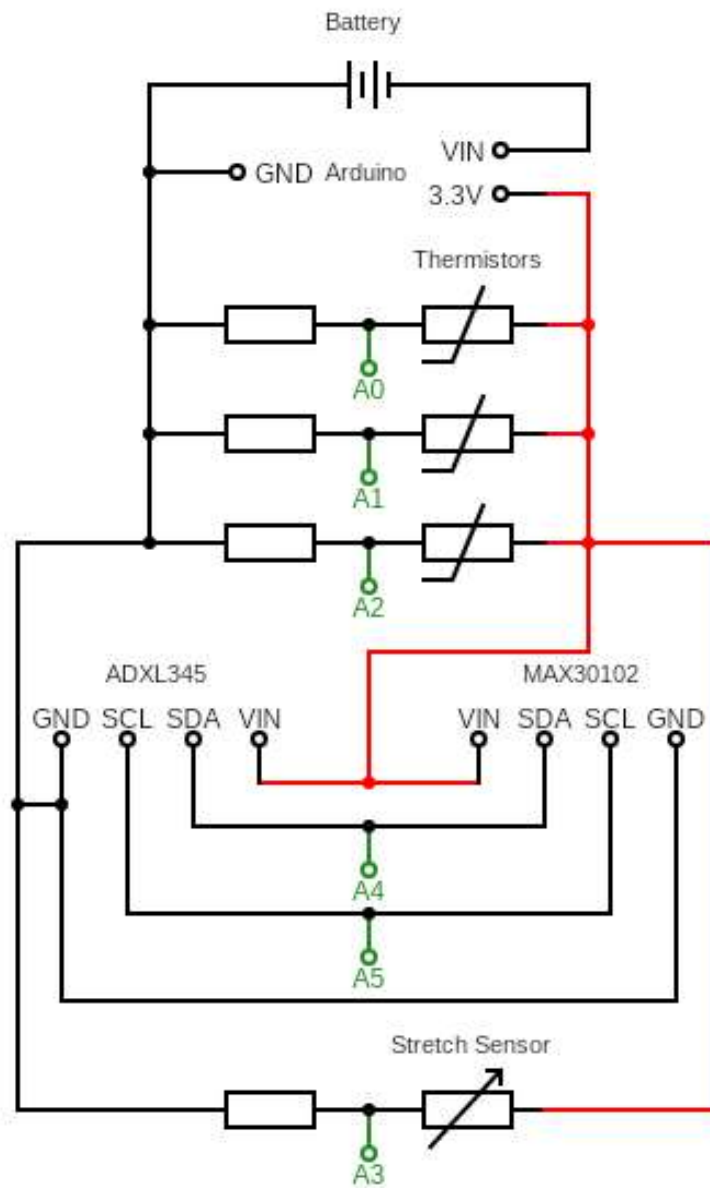 Battery
VIN
GND Arduino
3.3V
Thermistors
A0
A1
A2
ADXL345 MAX30102
GND SCL SDA VIN VIN SDA SCL GND
A4
A5
Stretch Sensor
A3